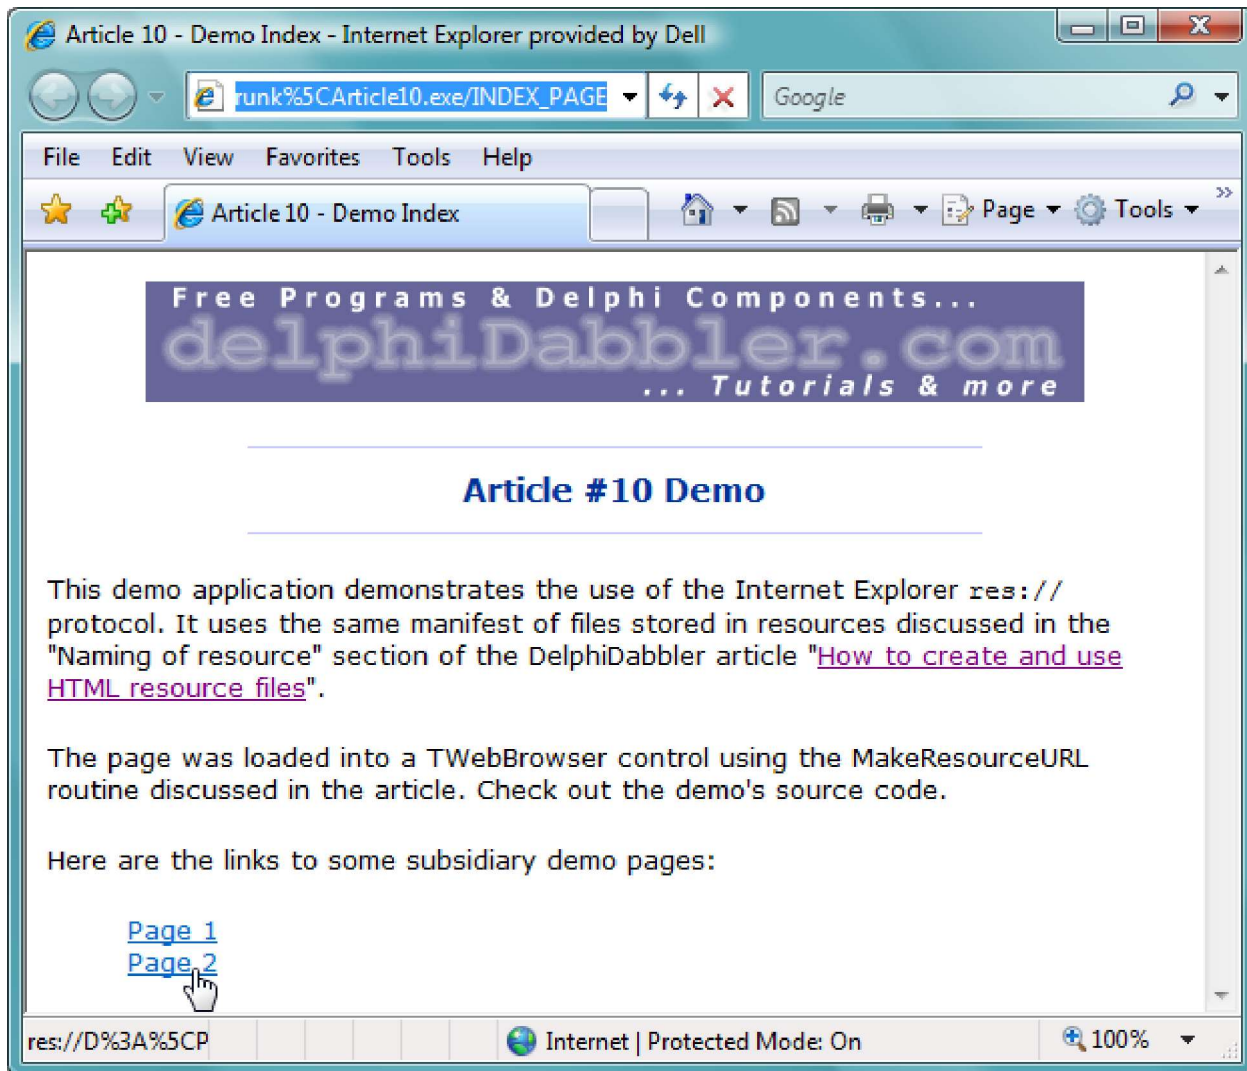 Article 10 - Demo Index - Internet Explorer provided by Dell
runk%5CArticle10.exe/INDEX_PAGE
Google
File Edit View Favorites Tools Help
Article 10 - Demo Index
Page Tools
Free Programs & Delphi Components...
delphiDabbler.com
... Tutorials & more
Article #10 Demo
This demo application demonstrates the use of the Internet Explorer res://
protocol. It uses the same manifest of files stored in resources discussed in the
"Naming of resource" section of the DelphiDabbler article "How to create and use
HTML resource files".
The page was loaded into a TWebBrowser control using the MakeResourceURL
routine discussed in the article. Check out the demo's source code.
Here are the links to some subsidiary demo pages:
Page 1
Page 2
res://D%3A%5CP
Internet | Protected Mode: On
100%